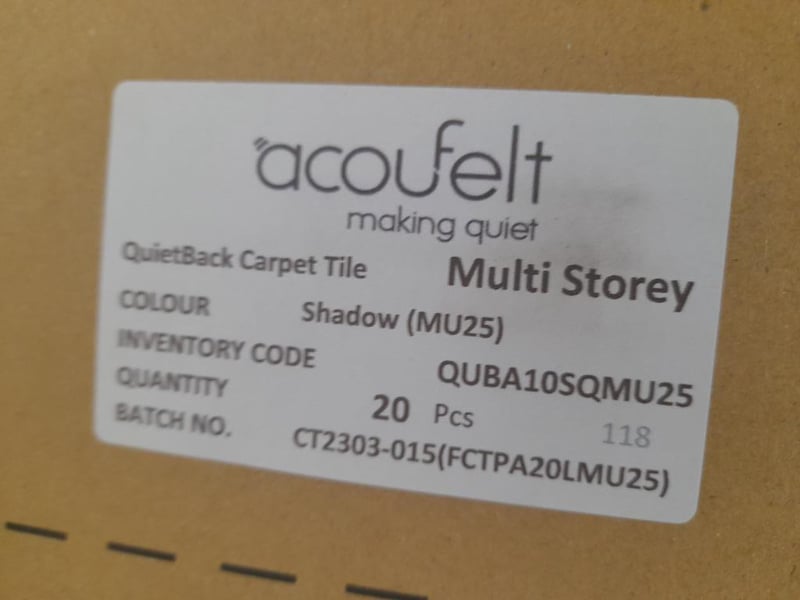 acoufelt
making quiet
QuietBack Carpet Tile Multi Storey
COLOUR Shadow (MU25)
INVENTORY CODE QUBA10SQMU25
QUANTITY 20 Pcs 118
BATCH NO. CT2303-015(FCTPA20LMU25)